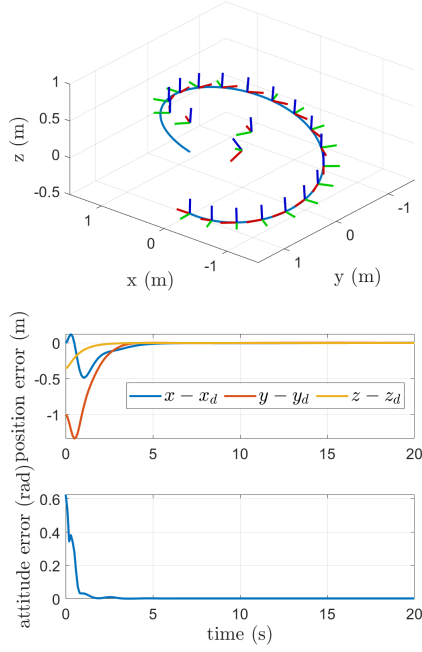 1
0.5
0
-0.5
z (m)
1
0
-1
x (m)
1
0
-1
y (m)
0
-0.5
-1
position error (m)
x − x_d y − y_d z − z_d
0 5 10 15 20
0.6
0.4
0.2
0
attitude error (rad)
0 5 10 15 20
time (s)